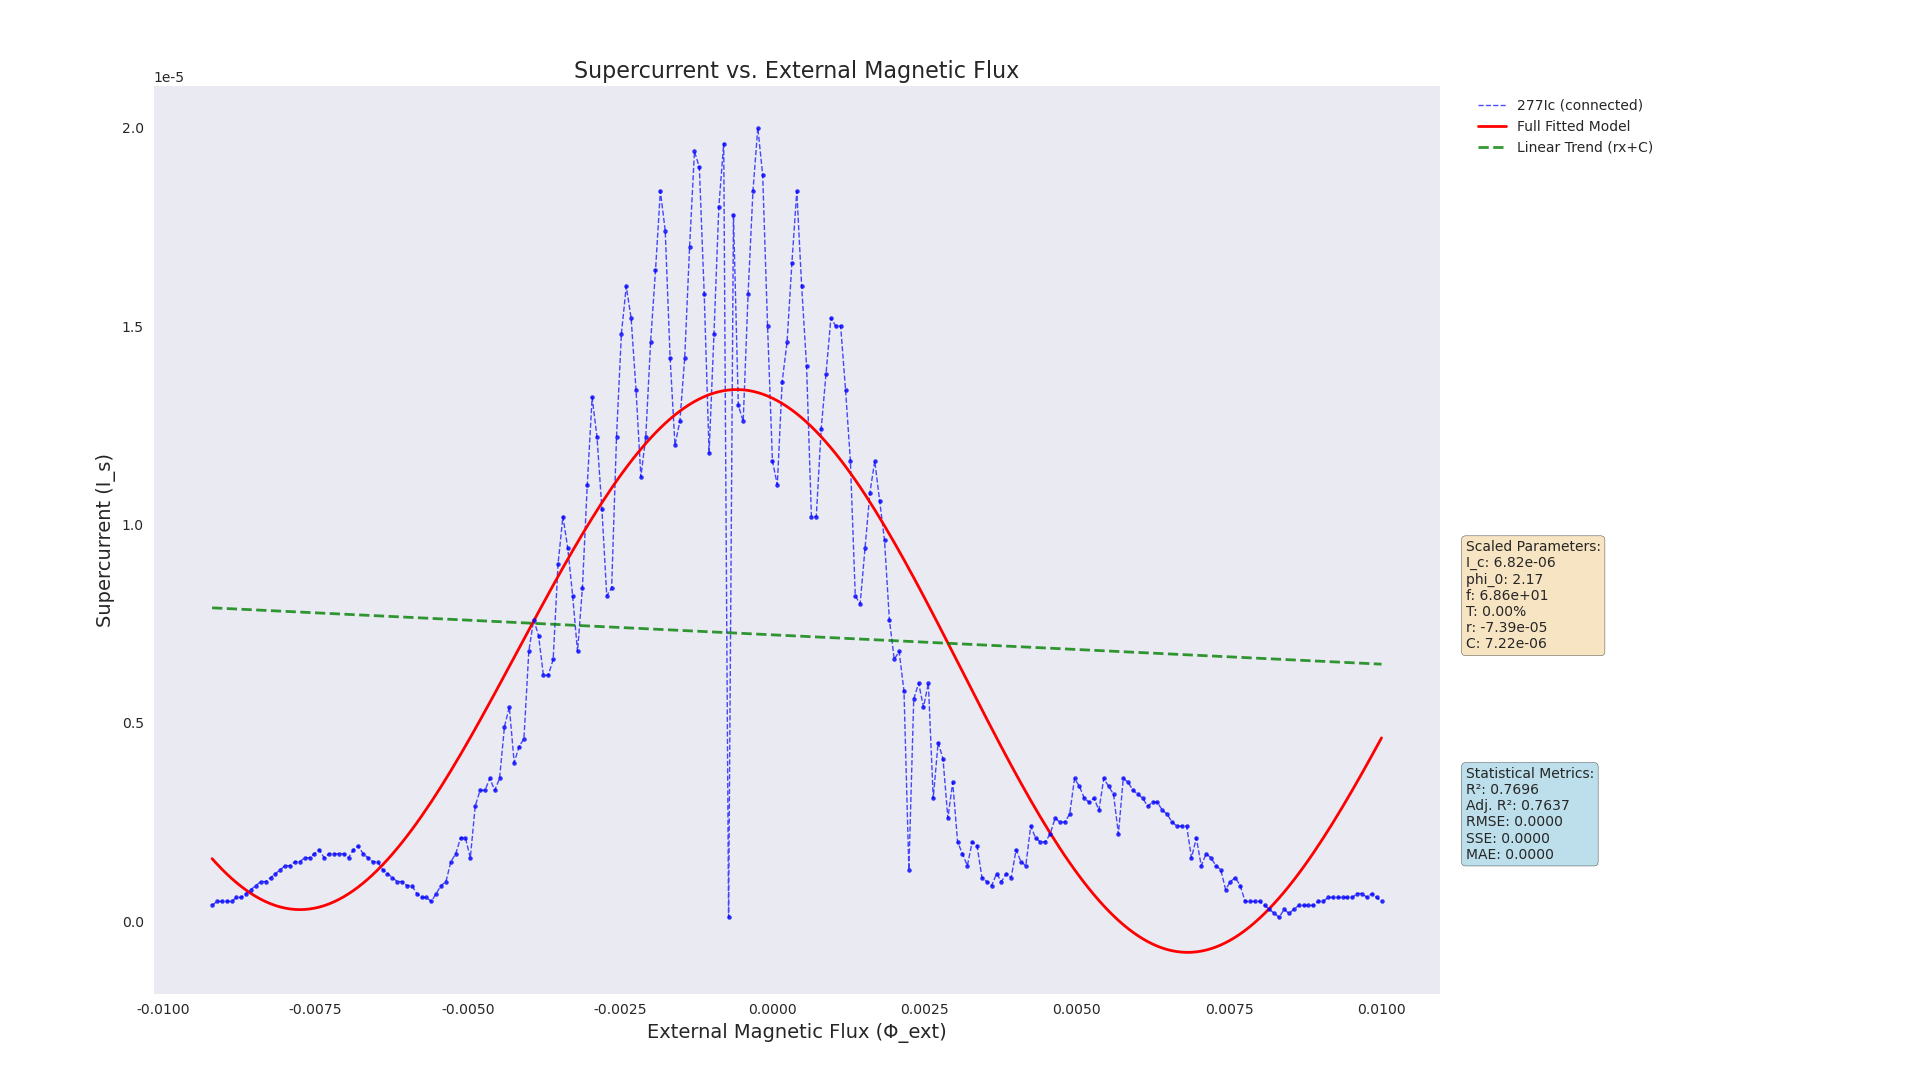 Supercurrent vs. External Magnetic Flux
1e-5
2.0
1.5
1.0
0.5
0.0
Supercurrent (I_s)
-0.0100
-0.0075
-0.0050
-0.0025
0.0000
0.0025
0.0050
0.0075
0.0100
External Magnetic Flux (Φ_ext)
277Ic (connected)
Full Fitted Model
Linear Trend (rx+C)
Scaled Parameters:
I_c: 6.82e-06
phi_0: 2.17
f: 6.86e+01
T: 0.00%
r: -7.39e-05
C: 7.22e-06
Statistical Metrics:
R²: 0.7696
Adj. R²: 0.7637
RMSE: 0.0000
SSE: 0.0000
MAE: 0.0000